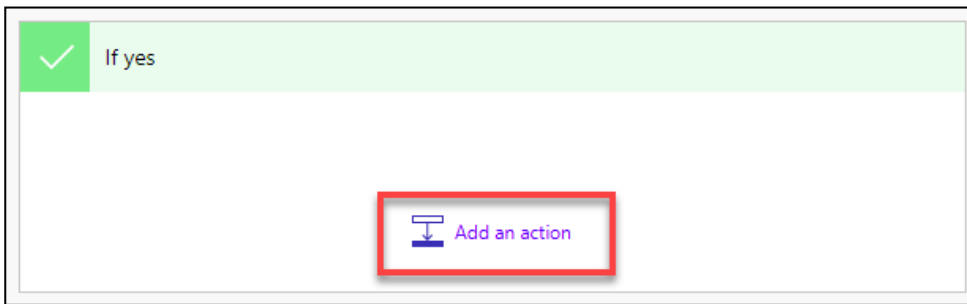 If yes
Add an action